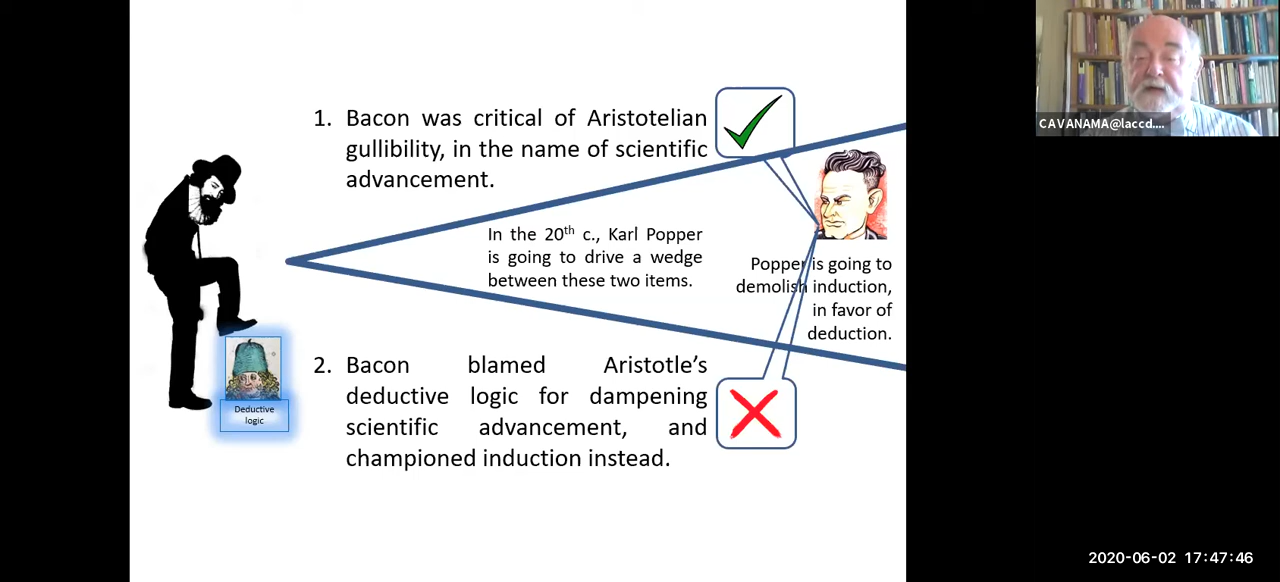 1. Bacon was critical of Aristotelian
gullibility, in the name of scientific
advancement.
In the 20th c., Karl Popper
is going to drive a wedge
between these two items.
Popper is going to
demolish induction,
in favor of
deduction.
2. Bacon blamed Aristotle’s
deductive logic for dampening
scientific advancement, and
championed induction instead.
Deductive
logic
CAVANAMA@laccd....
2020-06-02 17:47:46